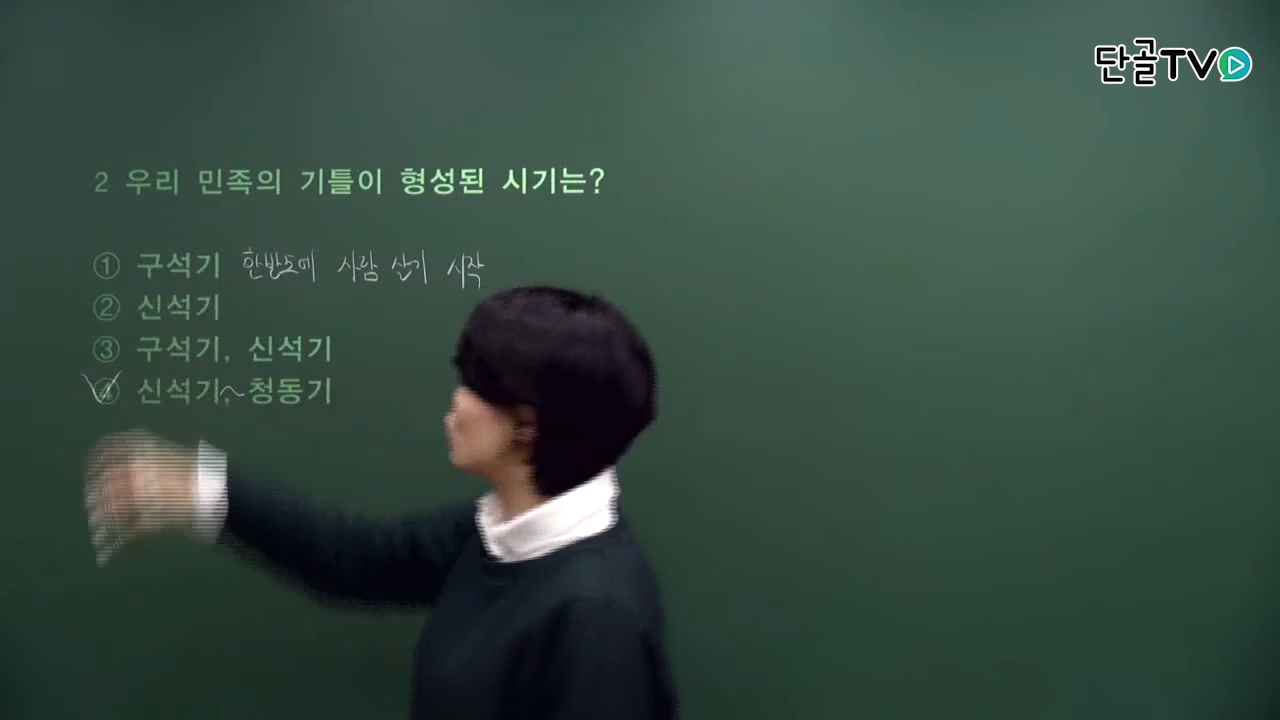 단골TV
2 우리 민족의 기틀이 형성된 시기는?
① 구석기 한반도에 사람 살기 시작
② 신석기
③ 구석기, 신석기
④ 신석기, ~ 청동기